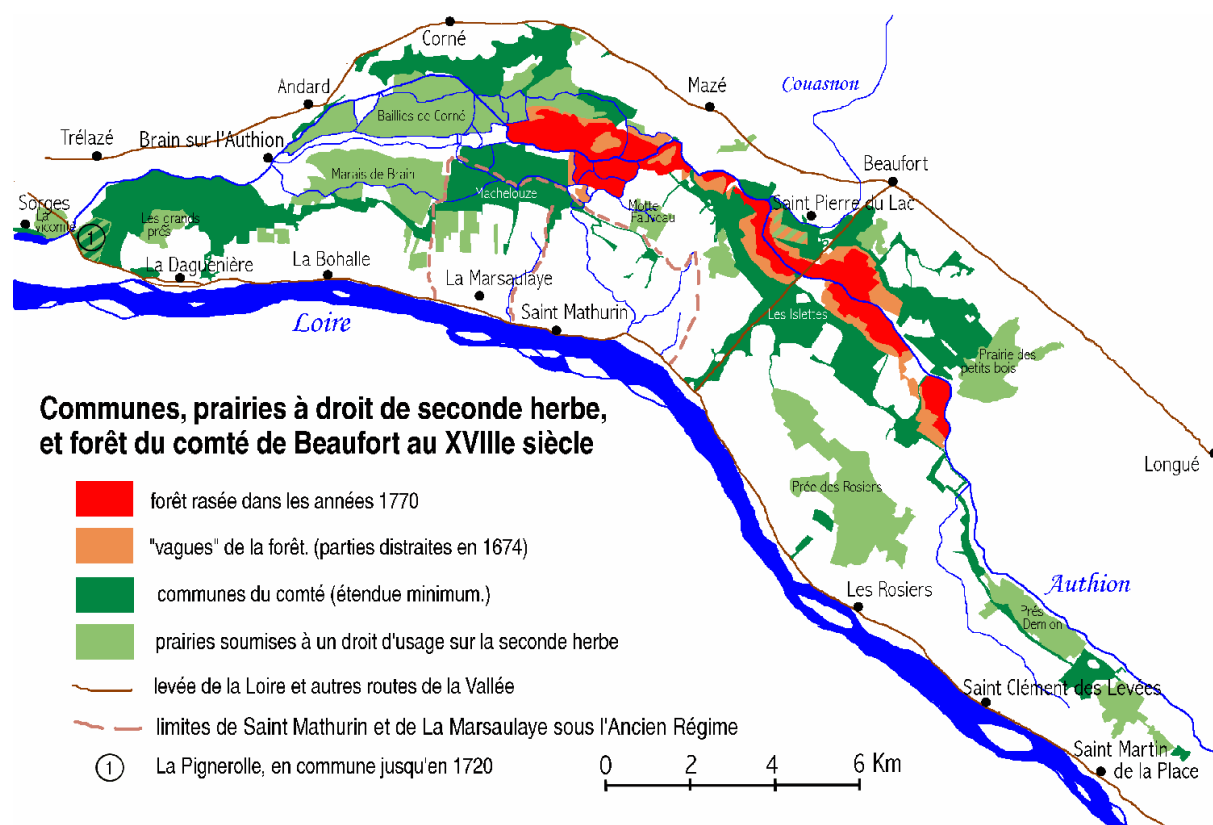 Corné
Mazé
Couasnon
Andard
Baillies de Corné
Trélazé
Brain sur l'Authion
Beaufort
Marais de Brain
Machelouze
Saint Pierre du Lac
Sorges
La
vicomté
Les grands
prés
Motte
Fauveau
1
La Daguenière
La Bohalle
La Marsaulaye
Saint Mathurin
Les Islettes
Loire
Prairie des
petits bois
Communes, prairies à droit de seconde herbe,
et forêt du comté de Beaufort au XVIIIe siècle
Longué
forêt rasée dans les années 1770
Prée des Rosiers
"vagues" de la forêt. (parties distraites en 1674)
communes du comté (étendue minimum.)
Les Rosiers
Authion
Prés
prairies soumises à un droit d'usage sur la seconde herbe
levée de la Loire et autres routes de la Vallée
Saint Clément des Levées
limites de Saint Mathurin et de La Marsaulaye sous l'Ancien Régime
1 La Pignerolle, en commune jusqu'en 1720
0 2 4 6 Km
Saint Martin
de la Place